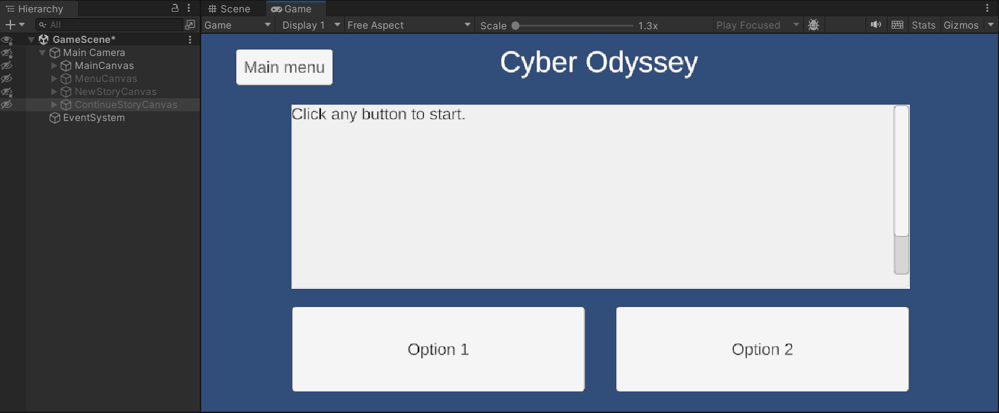 Hierarchy
All
GameScene*
Main Camera
MainCanvas
MenuCanvas
NewStoryCanvas
ContinueStoryCanvas
EventSystem
Scene Game
Game Display 1 Free Aspect Scale 1.3x Play Focused Stats Gizmos
Main menu
Cyber Odyssey
Click any button to start.
Option 1
Option 2